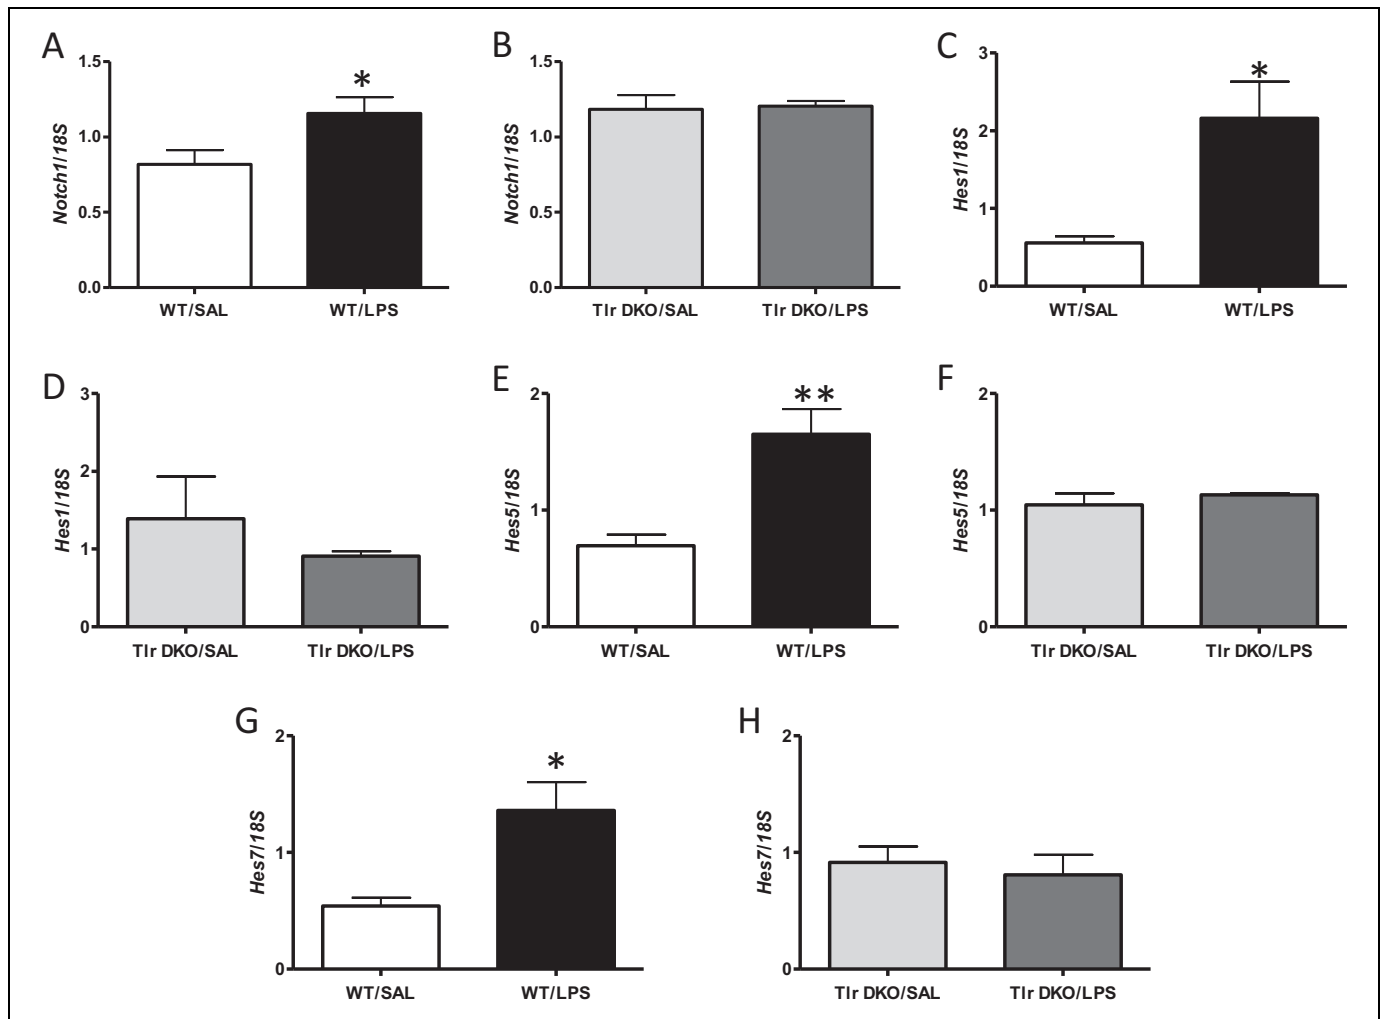 A
1.5
1.0
0.5
0.0
Notch1/18S
*
WT/SAL WT/LPS
B
1.5
1.0
0.5
0.0
Notch1/18S
Tlr DKO/SAL Tlr DKO/LPS
C
3
2
1
0
Hes1/18S
*
WT/SAL WT/LPS
D
3
2
1
0
Hes1/18S
Tlr DKO/SAL Tlr DKO/LPS
E
2
1
0
Hes5/18S
**
WT/SAL WT/LPS
F
2
1
0
Hes5/18S
Tlr DKO/SAL Tlr DKO/LPS
G
2
1
0
Hes7/18S
*
WT/SAL WT/LPS
H
2
1
0
Hes7/18S
Tlr DKO/SAL Tlr DKO/LPS